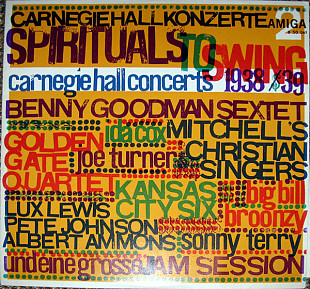 CARNEGIE HALL KONZERTE
AMIGA
2
SPIRITUALS
TO SWING
carnegie hall concerts 1938 39
BENNY GOODMAN SEXTET
ida cox MITCHELL'S
GOLDEN
GATE joe turner CHRISTIAN
SINGERS
QUARTET KANSAS big bill
LUX LEWIS CITY SIX broonzy
PETE JOHNSON
ALBERT AMMONS sonny terry
und eine grosse JAM SESSION